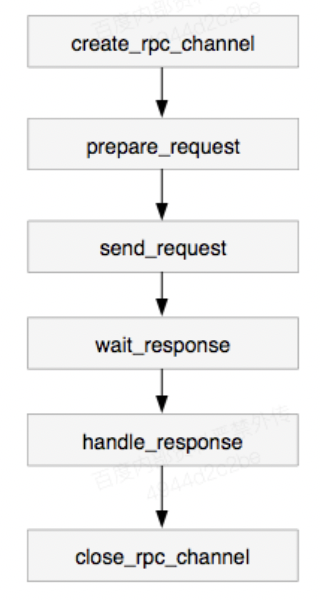 create_rpc_channel
prepare_request
send_request
wait_response
handle_response
close_rpc_channel